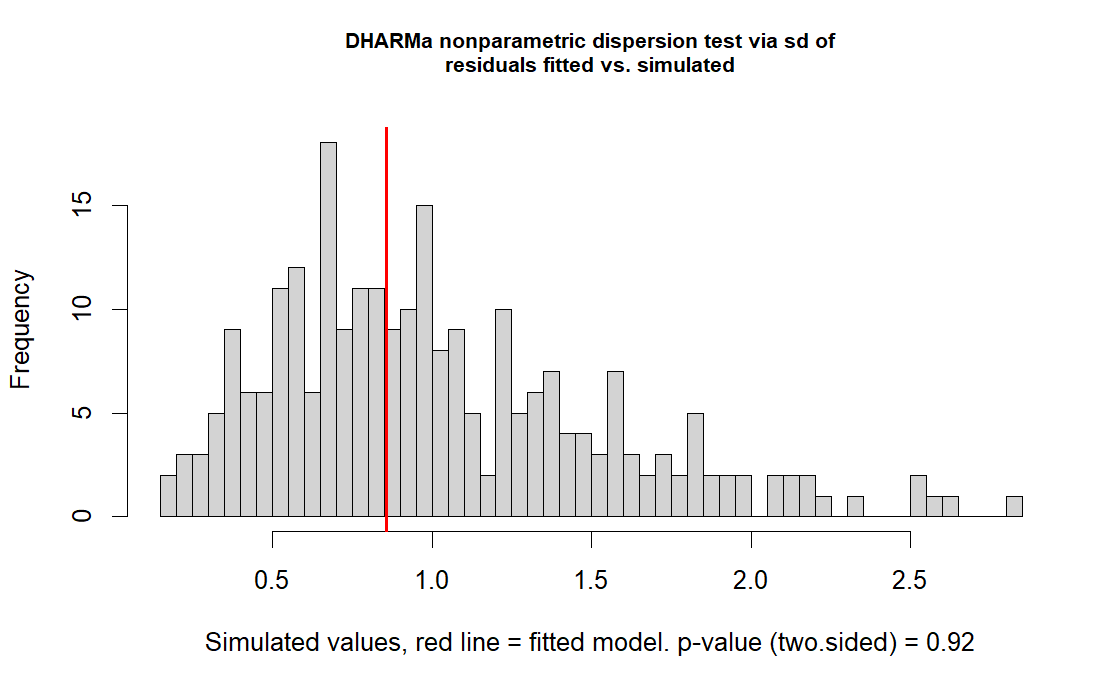 DHARMa nonparametric dispersion test via sd of
residuals fitted vs. simulated
Frequency
15
10
5
0
0.5 1.0 1.5 2.0 2.5
Simulated values, red line = fitted model. p-value (two.sided) = 0.92